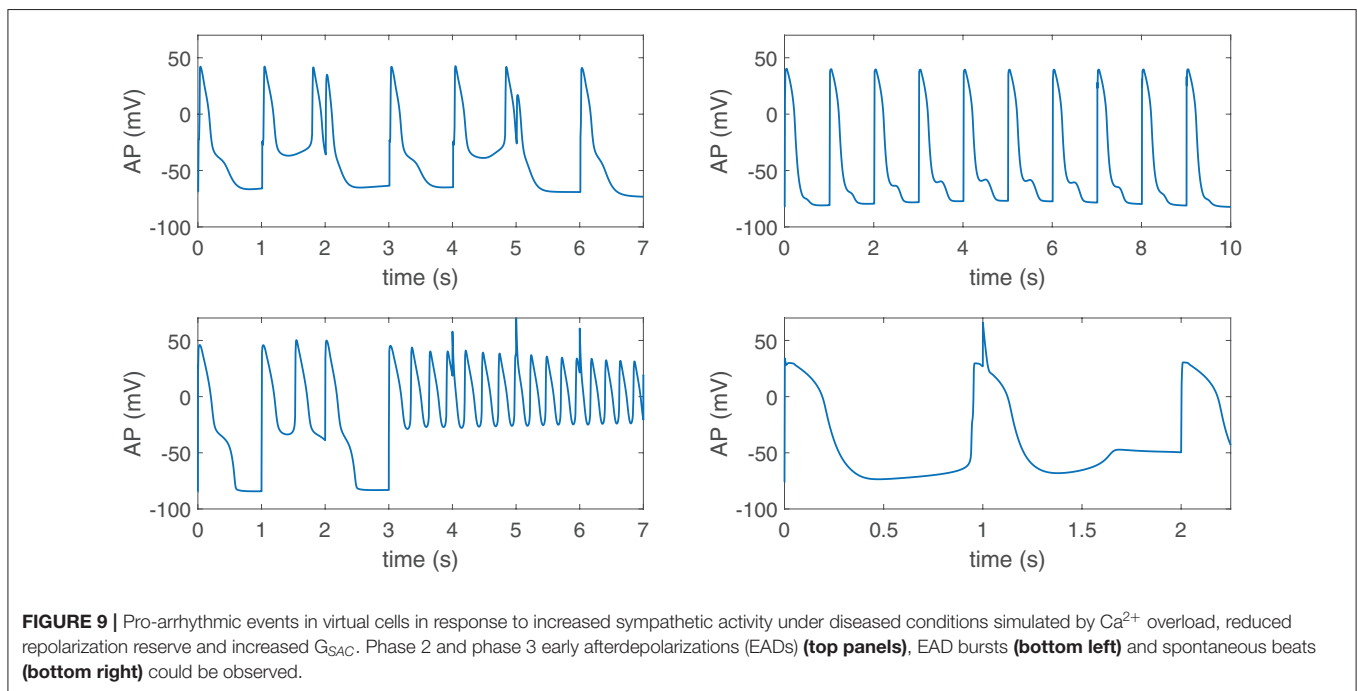 50
0
-50
-100
AP (mV)
0 1 2 3 4 5 6 7
time (s)
50
0
-50
-100
AP (mV)
0 2 4 6 8 10
time (s)
50
0
-50
-100
AP (mV)
0 1 2 3 4 5 6 7
time (s)
50
0
-50
-100
AP (mV)
0 0.5 1 1.5 2
time (s)
FIGURE 9 | Pro-arrhythmic events in virtual cells in response to increased sympathetic activity under diseased conditions simulated by Ca2+ overload, reduced
repolarization reserve and increased GSAC. Phase 2 and phase 3 early afterdepolarizations (EADs) (top panels), EAD bursts (bottom left) and spontaneous beats
(bottom right) could be observed.